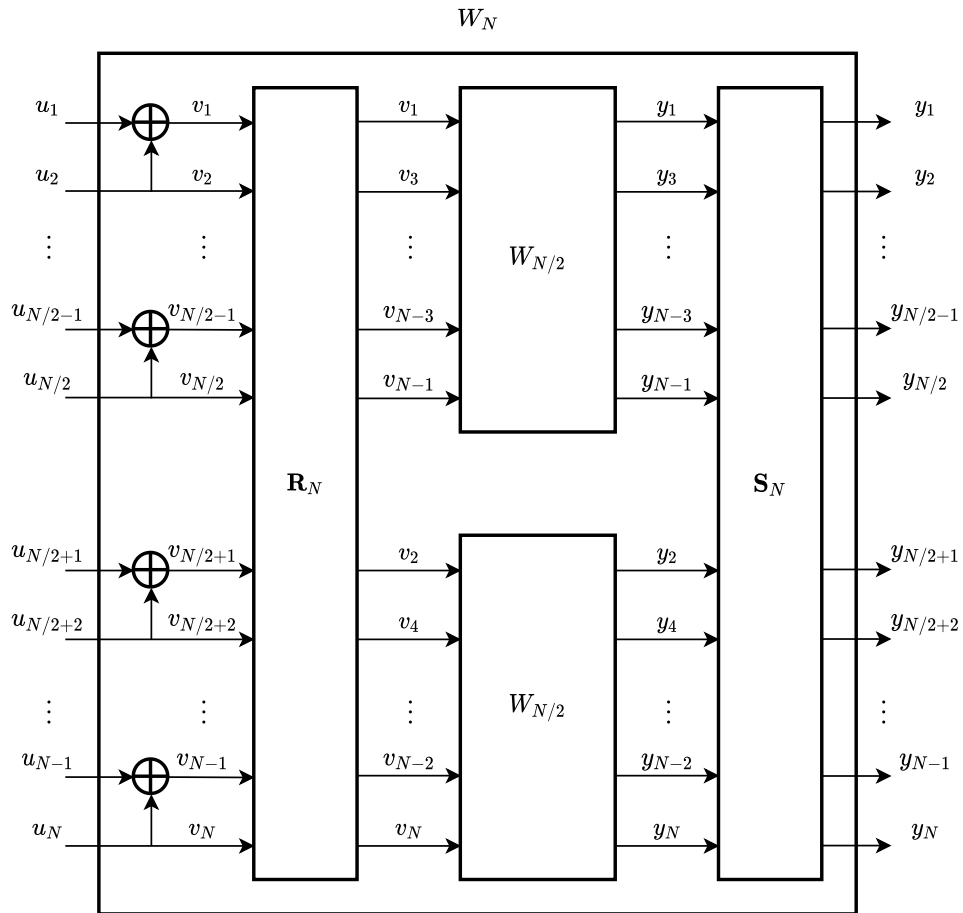 W_N
u_1 v_1 v_1 y_1 y_1
u_2 v_2 v_3 y_3 y_2
⋮ ⋮ ⋮ W_{N/2} ⋮ ⋮
u_{N/2−1} v_{N/2−1} v_{N−3} y_{N−3} y_{N/2−1}
u_{N/2} v_{N/2} v_{N−1} y_{N−1} y_{N/2}
R_N S_N
u_{N/2+1} v_{N/2+1} v_2 y_2 y_{N/2+1}
u_{N/2+2} v_{N/2+2} v_4 y_4 y_{N/2+2}
⋮ ⋮ ⋮ W_{N/2} ⋮ ⋮
u_{N−1} v_{N−1} v_{N−2} y_{N−2} y_{N−1}
u_N v_N v_N y_N y_N